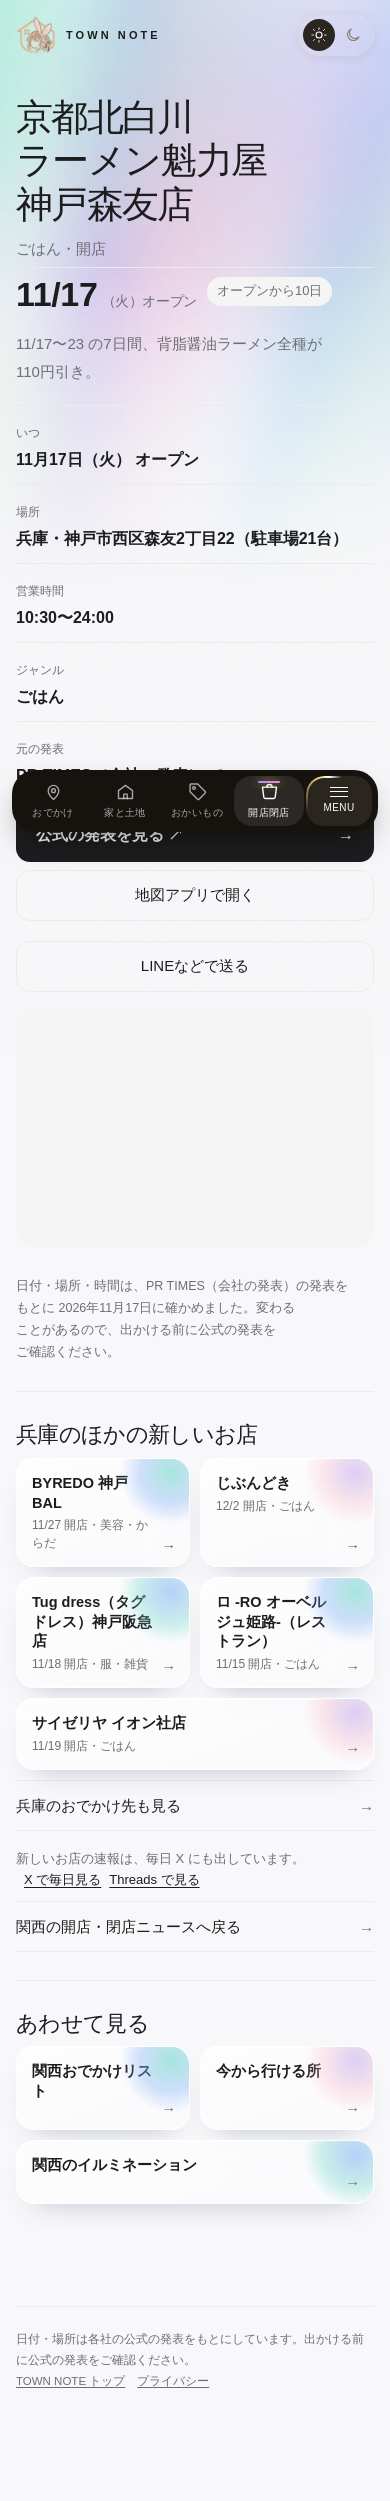 TOWN NOTE
京都北白川
ラーメン魁力屋
神戸森友店
ごはん・開店
11/17 （火）オープン オープンから10日
11/17〜23 の7日間、背脂醤油ラーメン全種が
110円引き。
いつ
11月17日（火） オープン
場所
兵庫・神戸市西区森友2丁目22（駐車場21台）
営業時間
10:30〜24:00
ジャンル
ごはん
元の発表
おでかけ
家と土地
おかいもの
開店閉店
MENU
公式の発表を見る ↗ →
地図アプリで開く
LINEなどで送る
日付・場所・時間は、PR TIMES（会社の発表）の発表を
もとに 2026年11月17日に確かめました。変わる
ことがあるので、出かける前に公式の発表を
ご確認ください。
兵庫のほかの新しいお店
BYREDO 神戸
BAL
11/27 開店・美容・か
らだ →
じぶんどき
12/2 開店・ごはん
→
Tug dress（タグ
ドレス）神戸阪急
店
11/18 開店・服・雑貨 →
ロ -RO オーベル
ジュ姫路-（レス
トラン）
11/15 開店・ごはん →
サイゼリヤ イオン社店
11/19 開店・ごはん →
兵庫のおでかけ先も見る →
新しいお店の速報は、毎日 X にも出しています。
X で毎日見る Threads で見る
関西の開店・閉店ニュースへ戻る →
あわせて見る
関西おでかけリス
ト →
今から行ける所
→
関西のイルミネーション
→
日付・場所は各社の公式の発表をもとにしています。出かける前
に公式の発表をご確認ください。
TOWN NOTE トップ プライバシー